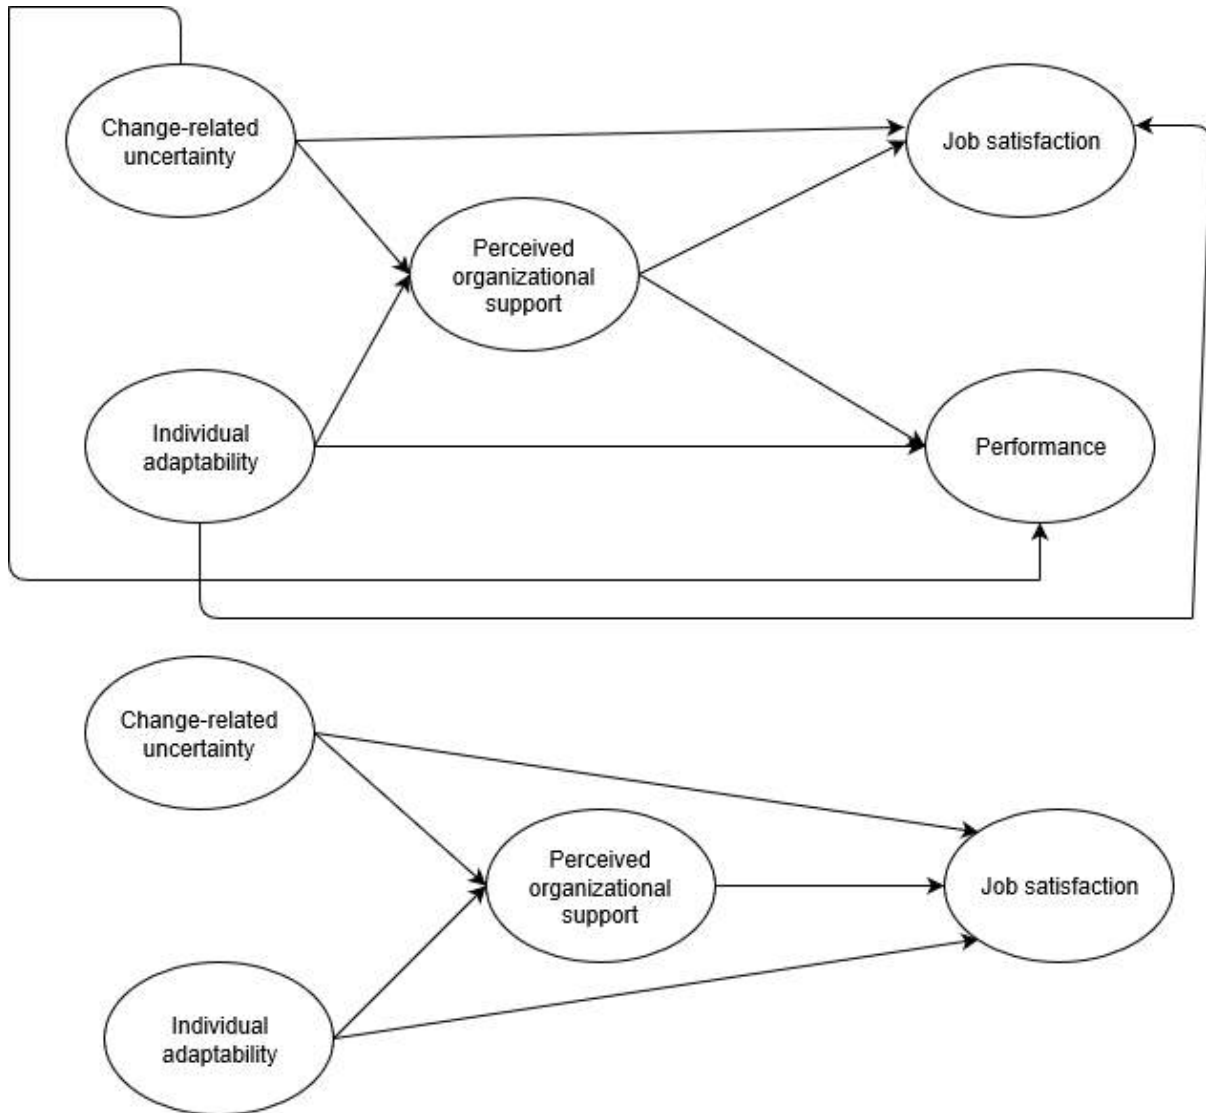 Change-related
uncertainty
Job satisfaction
Perceived
organizational
support
Individual
adaptability
Performance
Change-related
uncertainty
Perceived
organizational
support
Job satisfaction
Individual
adaptability